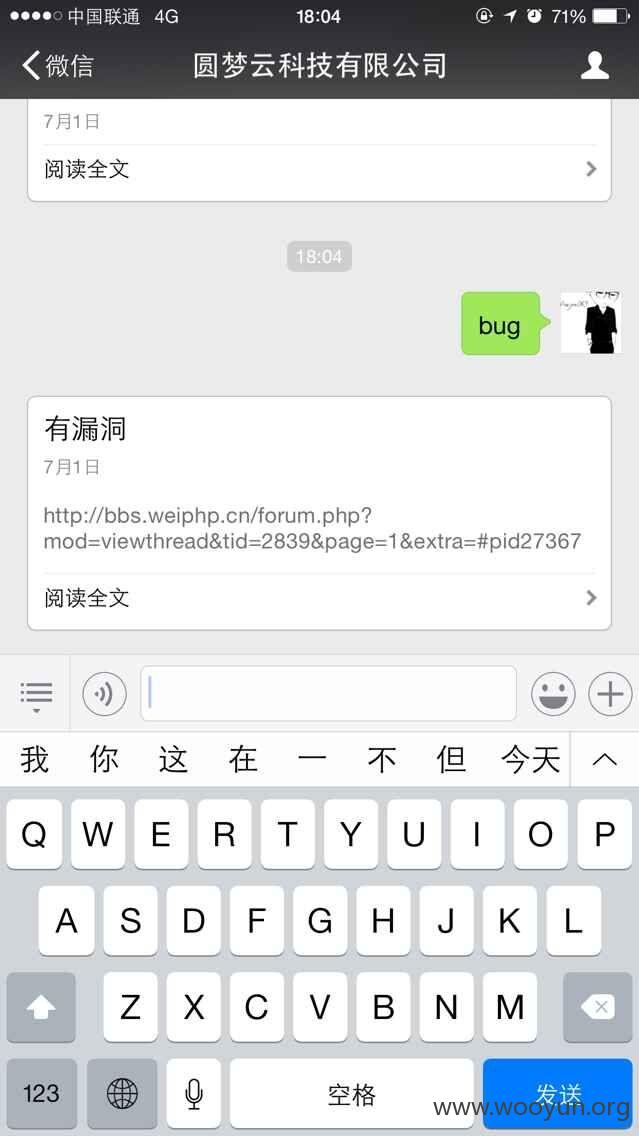 中国联通 4G 18:04 71%
微信 圆梦云科技有限公司
7月1日
阅读全文
18:04
bug
有漏洞
7月1日
http://bbs.weiphp.cn/forum.php?
mod=viewthread&tid=2839&page=1&extra=#pid27367
阅读全文
我 你 这 在 一 不 但 今天
Q W E R T Y U I O P
A S D F G H J K L
Z X C V B N M
123 空格 发送
www.wooyun.org